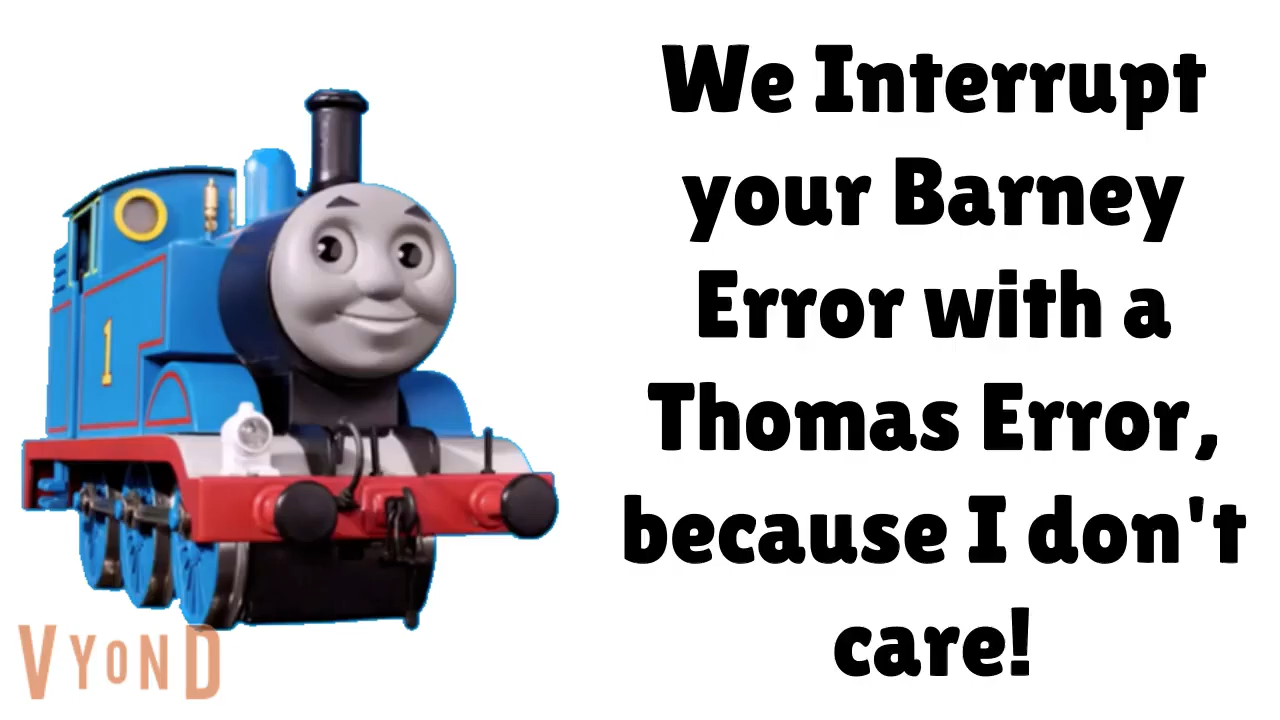 We Interrupt
your Barney
Error with a
Thomas Error,
because I don't
care!
1
VYOND